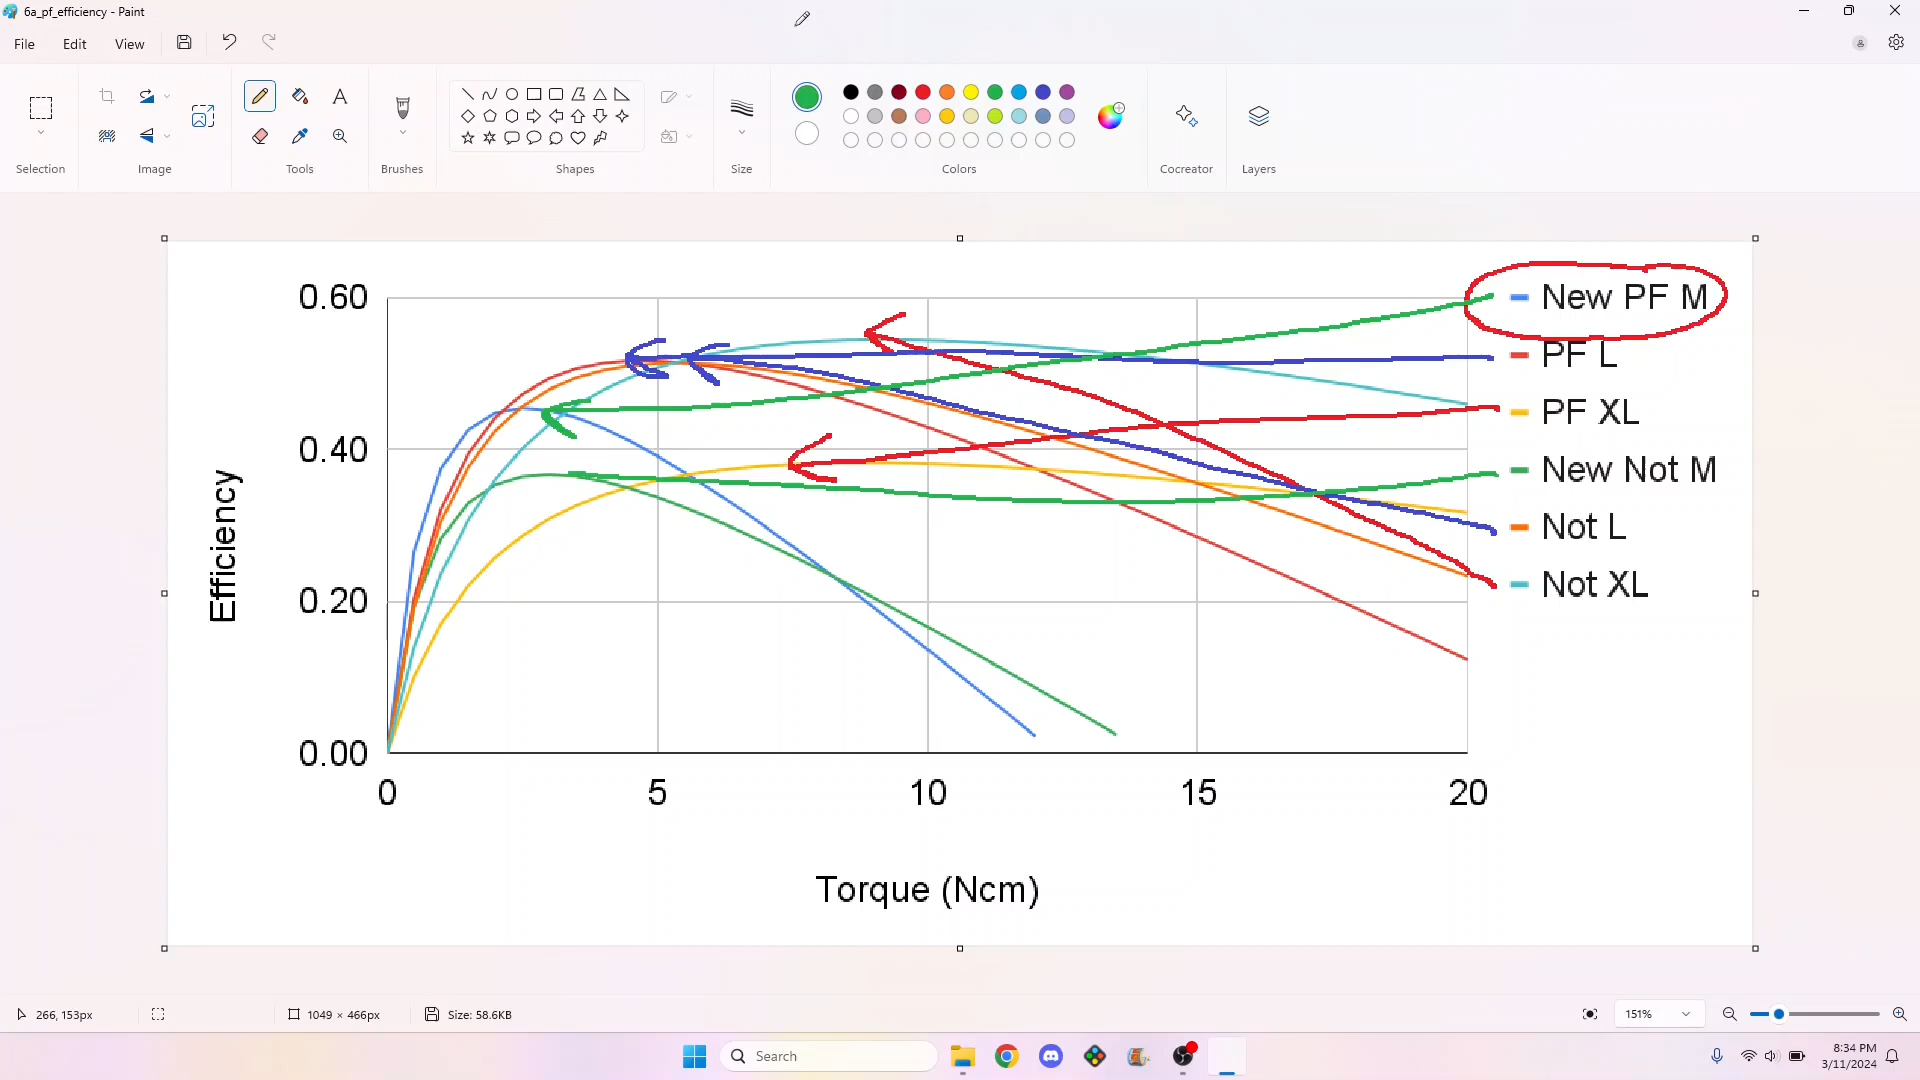 6a_pf_efficiency - Paint
File Edit View
Selection Image Tools Brushes Shapes Size Colors Cocreator Layers
0.60
0.40
0.20
0.00
Efficiency
0 5 10 15 20
Torque (Ncm)
New PF M
PF L
PF XL
New Not M
Not L
Not XL
266, 153px 1049 × 466px Size: 58.6KB 151%
Search
8:34 PM
3/11/2024